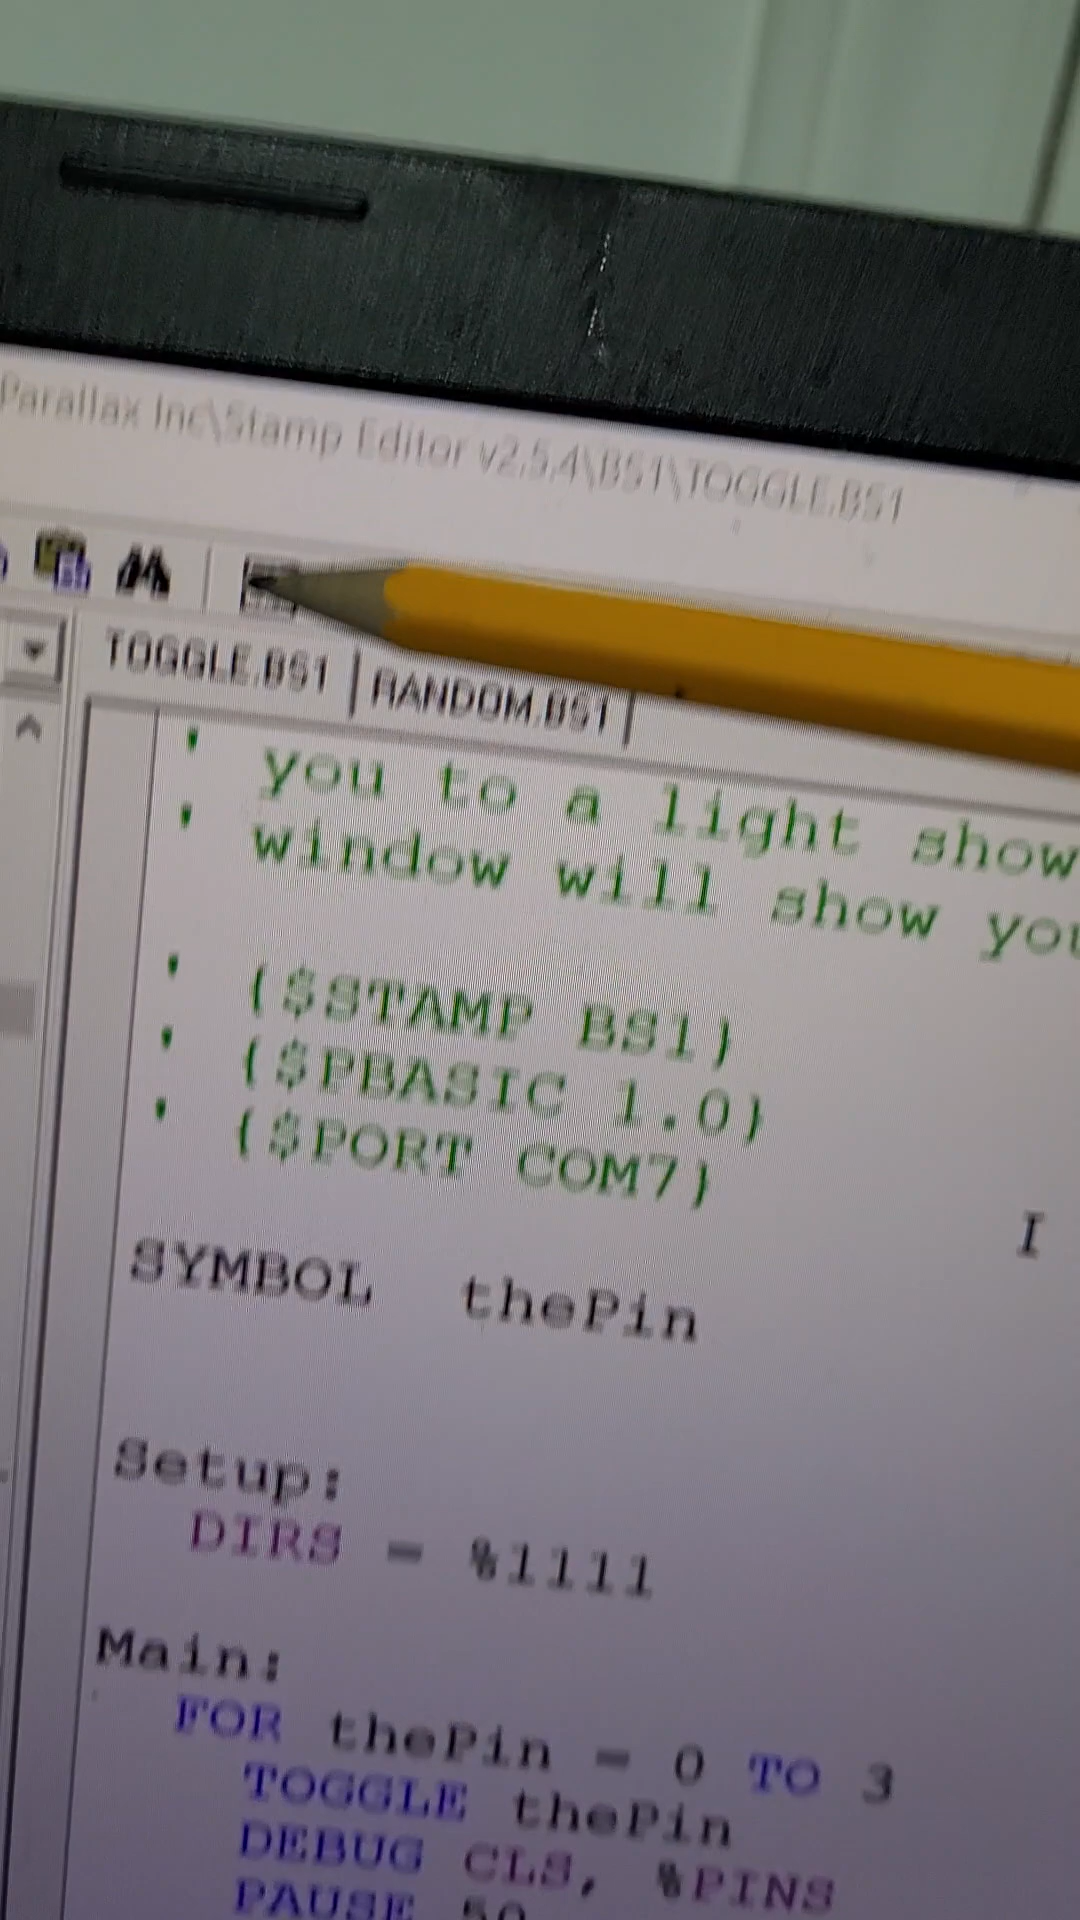 Parallax Inc\Stamp Editor v2.5.4\BS1\TOGGLE.BS1
TOGGLE.BS1 RANDOM.BS1
' you to a light show
' window will show you
' {$STAMP BS1}
' {$PBASIC 1.0}
' {$PORT COM7}
SYMBOL thePin
Setup:
DIRS = %1111
Main:
FOR thePin = 0 TO 3
TOGGLE thePin
DEBUG CLS, %PINS
PAUSE 50